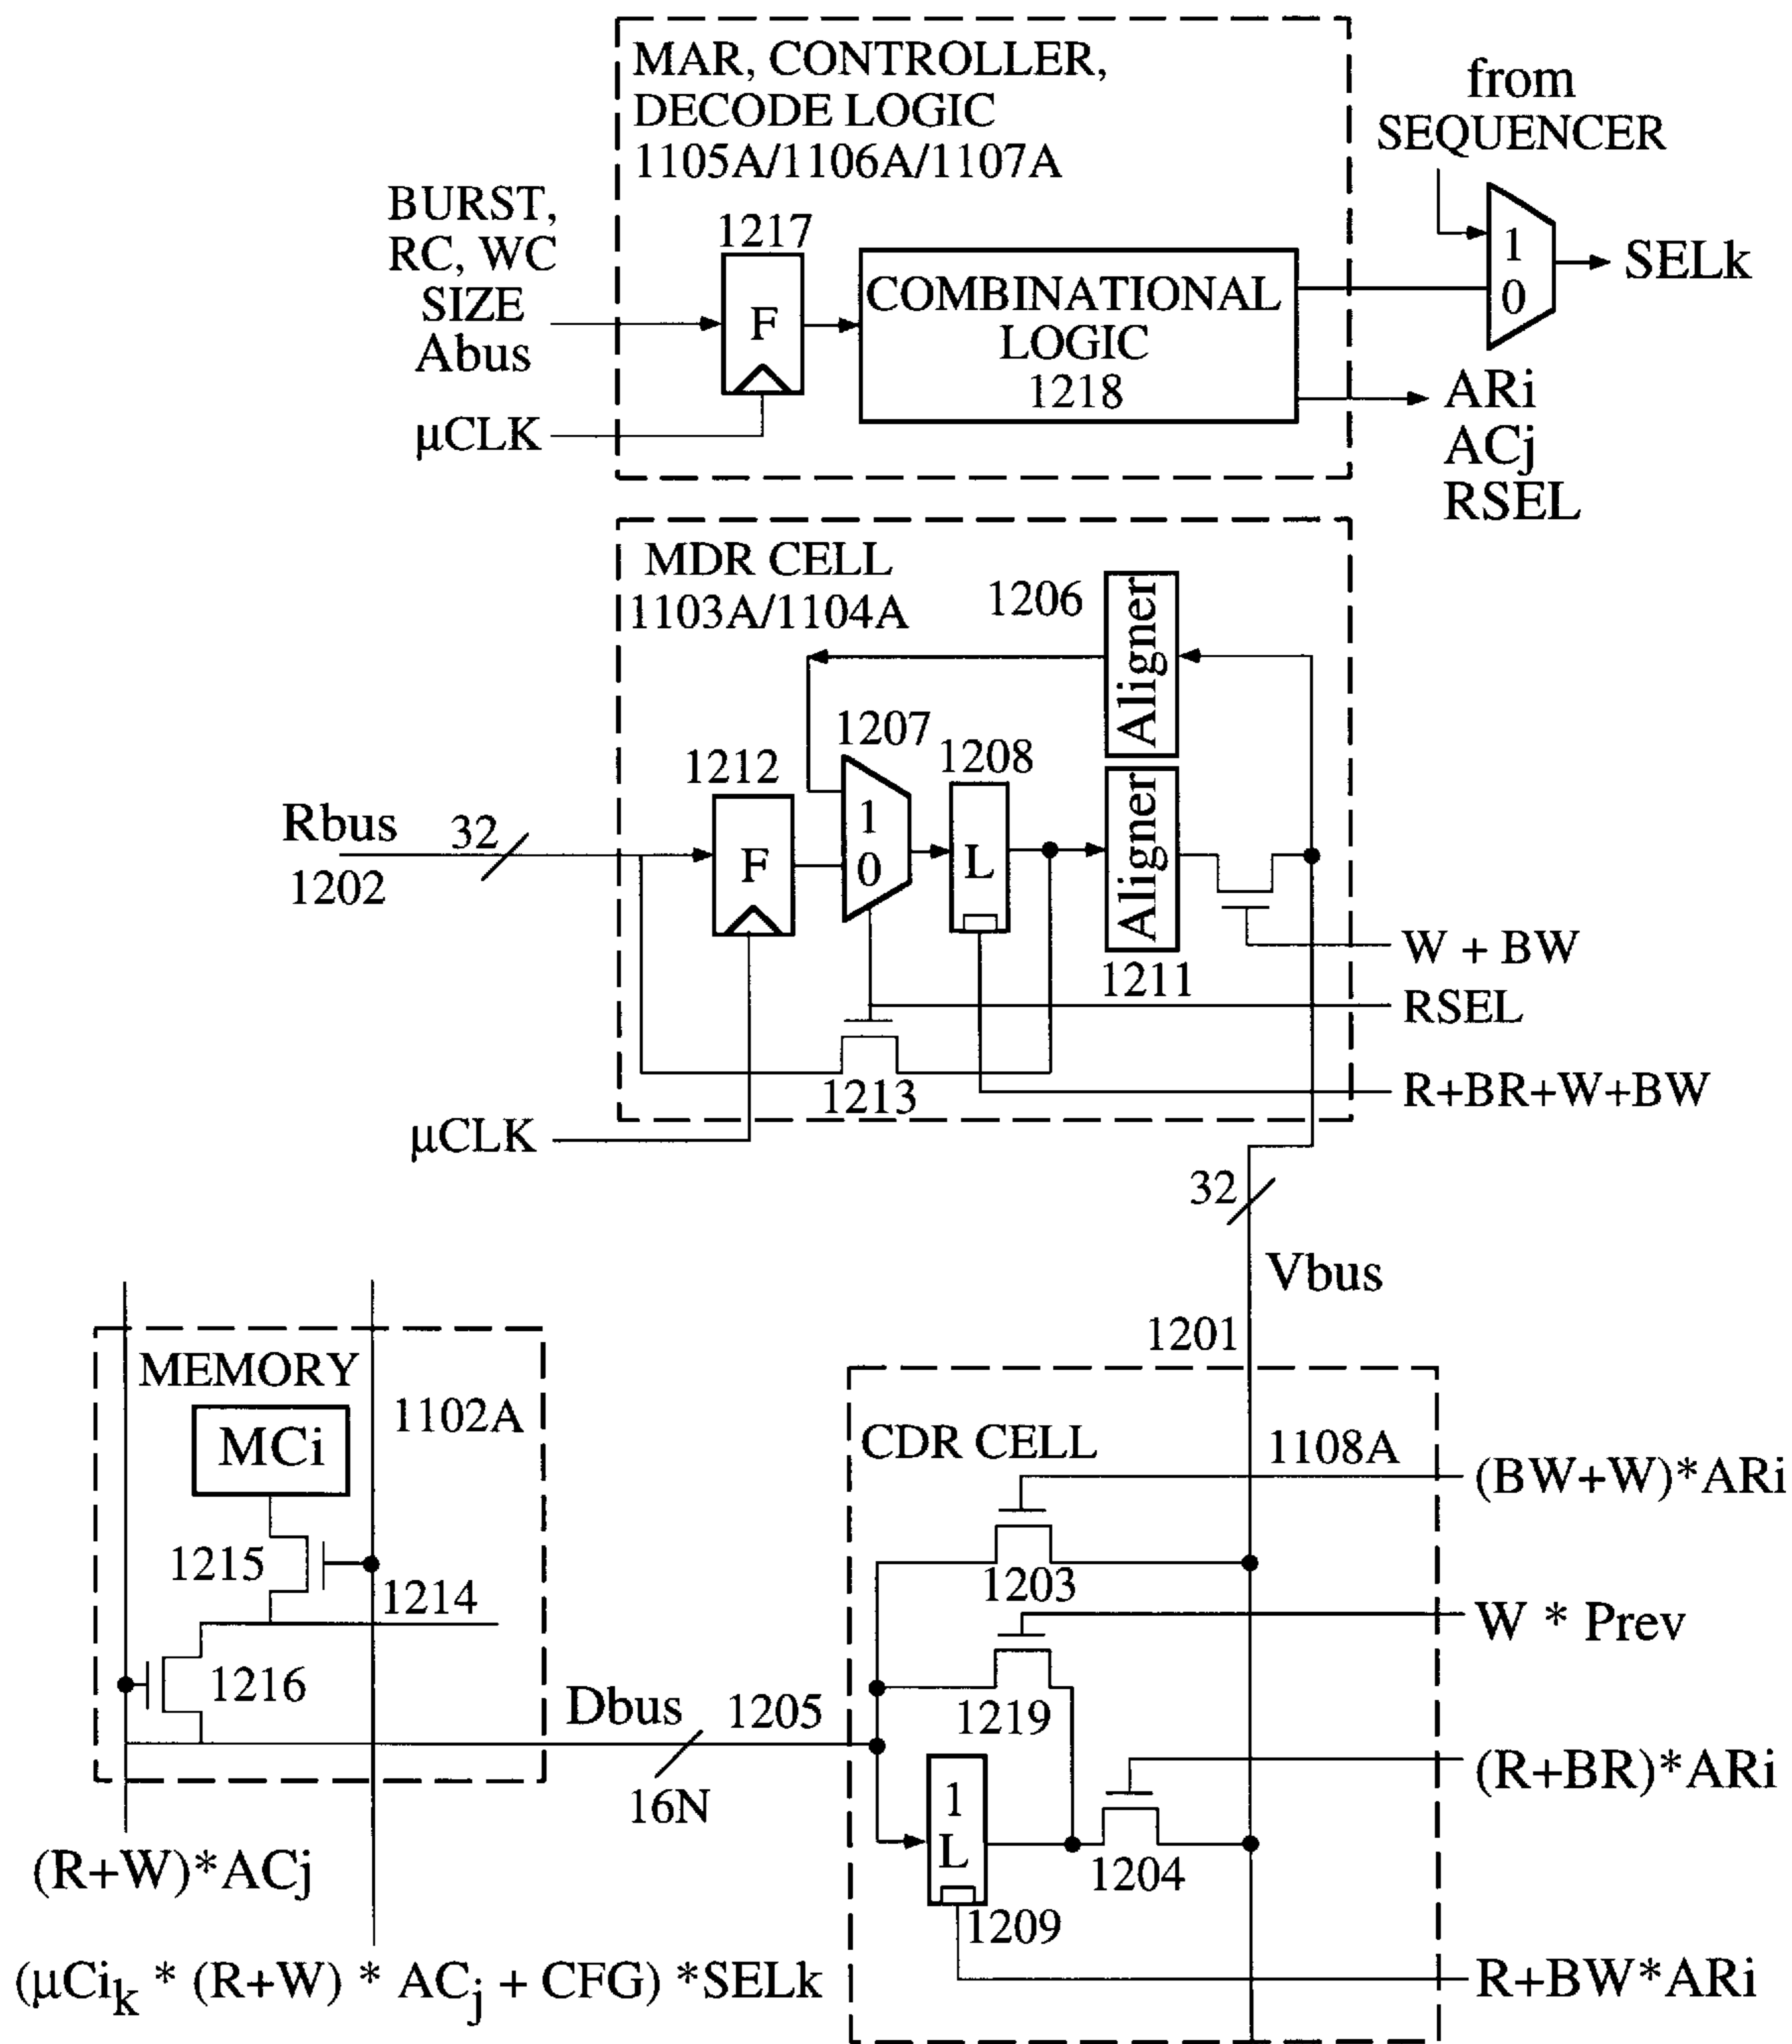 MAR, CONTROLLER,
DECODE LOGIC
1105A/1106A/1107A
from
SEQUENCER
BURST,
RC, WC
SIZE
Abus
1217
F
COMBINATIONAL
LOGIC
1218
1
0
SELk
µCLK
ARi
ACj
RSEL
MDR CELL
1103A/1104A
1206
Aligner
1207
1208
1212
Rbus
32
1202
F
1
0
L
Aligner
1211
W + BW
RSEL
1213
R+BR+W+BW
µCLK
32
Vbus
1201
MEMORY
1102A
MCi
1215
1214
1216
Dbus
1205
16N
(R+W)*ACj
(µCik * (R+W) * ACj + CFG) *SELk
CDR CELL
1108A
(BW+W)*ARi
1203
W * Prev
1219
(R+BR)*ARi
1
L
1204
1209
R+BW*ARi